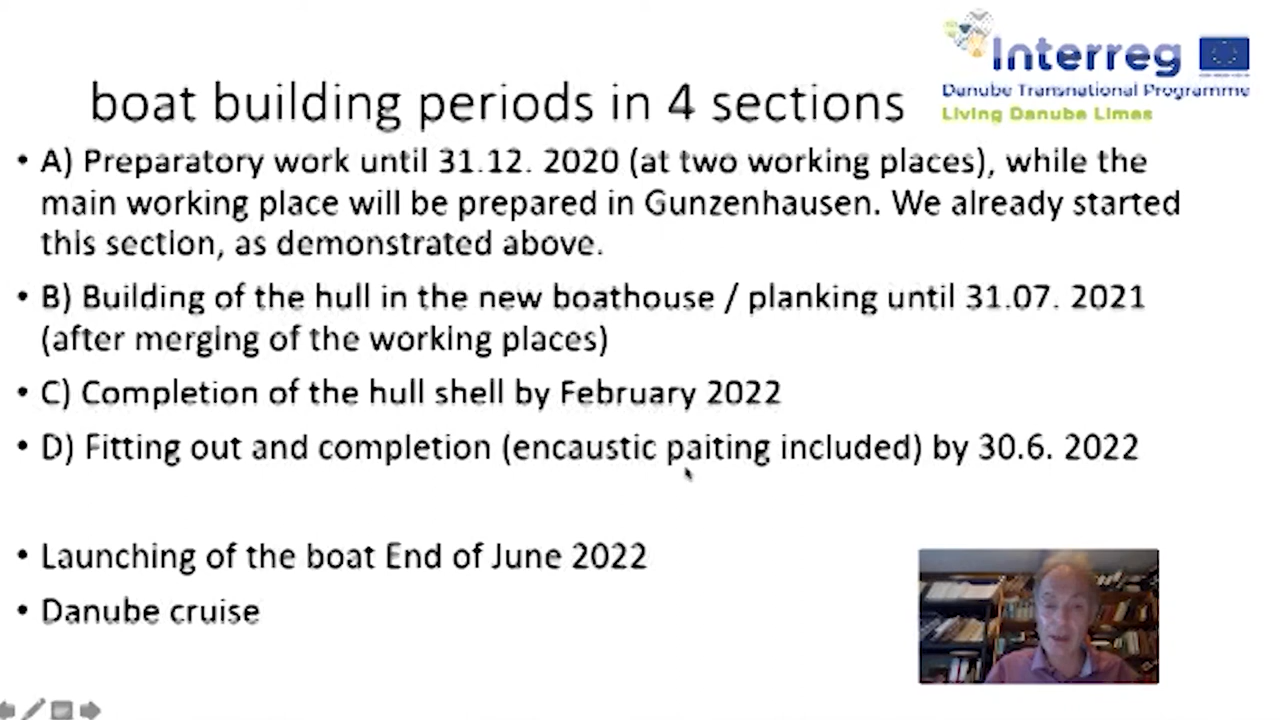 Interreg
Danube Transnational Programme
Living Danube Limes
boat building periods in 4 sections
• A) Preparatory work until 31.12. 2020 (at two working places), while the
main working place will be prepared in Gunzenhausen. We already started
this section, as demonstrated above.
• B) Building of the hull in the new boathouse / planking until 31.07. 2021
(after merging of the working places)
• C) Completion of the hull shell by February 2022
• D) Fitting out and completion (encaustic paiting included) by 30.6. 2022
• Launching of the boat End of June 2022
• Danube cruise